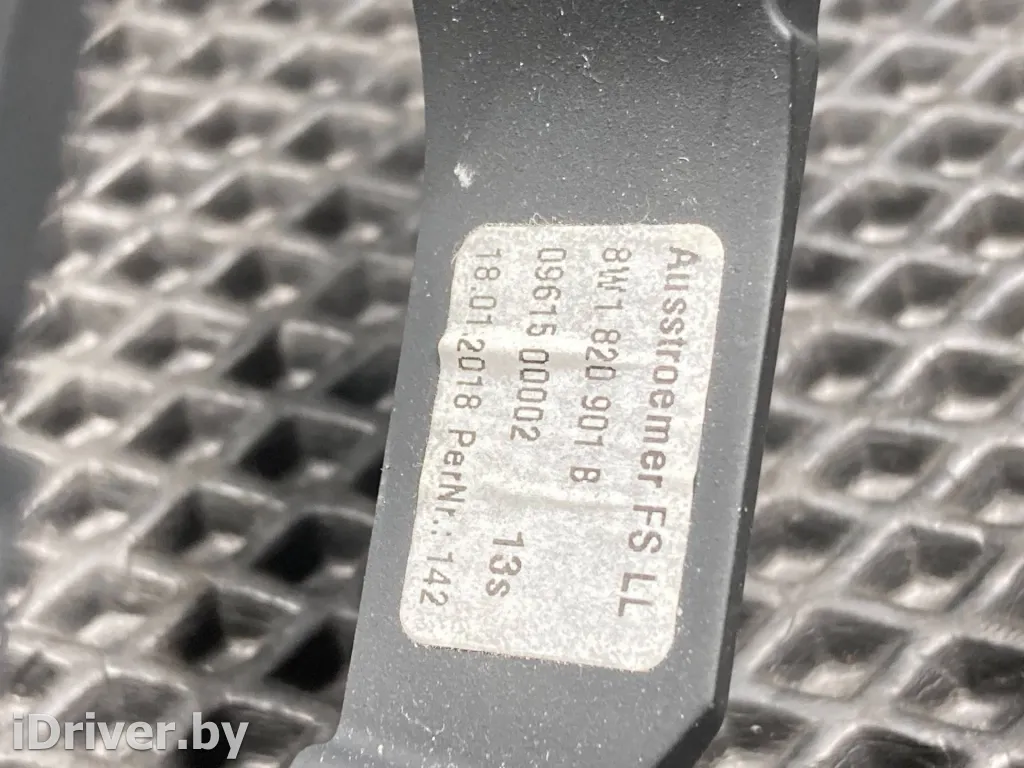 Ausstroemer FS LL
8W1 820 901 B
09615 00002 13s
18.01.2018 PerNr.:142
iDriver.by